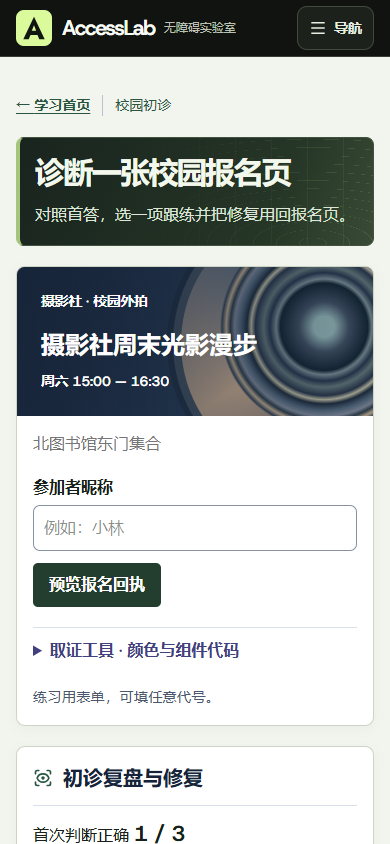 AccessLab 无障碍实验室
导航
← 学习首页 校园初诊
诊断一张校园报名页
对照首答，选一项跟练并把修复用回报名页。
摄影社 · 校园外拍
摄影社周末光影漫步
周六 15:00 — 16:30
北图书馆东门集合
参加者昵称
例如：小林
预览报名回执
取证工具 · 颜色与组件代码
练习用表单，可填任意代号。
初诊复盘与修复
首次判断正确 1 / 3